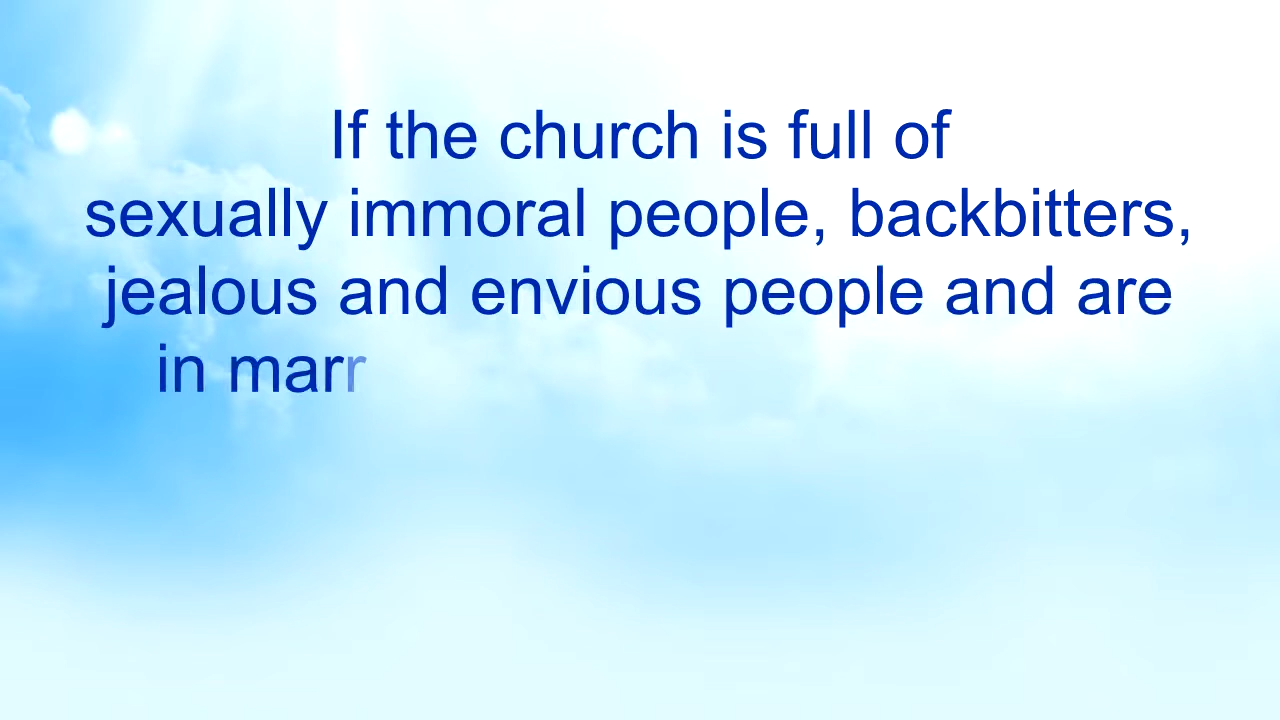 If the church is full of
sexually immoral people, backbitters,
jealous and envious people and are
in marr